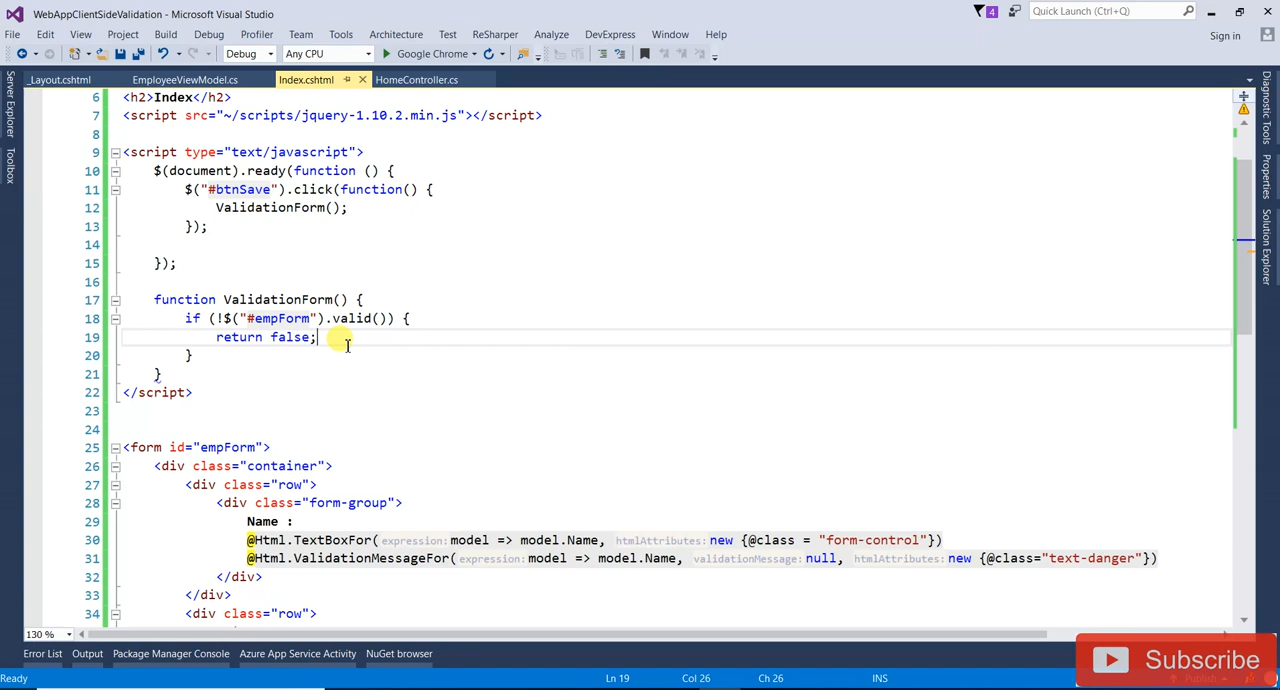 WebAppClientSideValidation - Microsoft Visual Studio
4
Quick Launch (Ctrl+Q)
File Edit View Project Build Debug Profiler Team Tools Architecture Test ReSharper Analyze DevExpress Window Help
Sign in
Debug Any CPU Google Chrome
_Layout.cshtml EmployeeViewModel.cs Index.cshtml HomeController.cs
Server Explorer
Toolbox
Diagnostic Tools
Properties
Solution Explorer
6 <h2>Index</h2>
7 <script src="~/scripts/jquery-1.10.2.min.js"></script>
8
9 <script type="text/javascript">
10 $(document).ready(function () {
11 $("#btnSave").click(function() {
12 ValidationForm();
13 });
14
15 });
16
17 function ValidationForm() {
18 if (!$("#empForm").valid()) {
19 return false;
20 }
21 }
22 </script>
23
24
25 <form id="empForm">
26 <div class="container">
27 <div class="row">
28 <div class="form-group">
29 Name :
30 @Html.TextBoxFor(expression: model => model.Name, htmlAttributes: new {@class = "form-control"})
31 @Html.ValidationMessageFor(expression: model => model.Name, validationMessage: null, htmlAttributes: new {@class="text-danger"})
32 </div>
33 </div>
34 <div class="row">
130 %
Error List Output Package Manager Console Azure App Service Activity NuGet browser
Subscribe
Ready Ln 19 Col 26 Ch 26 INS Publish